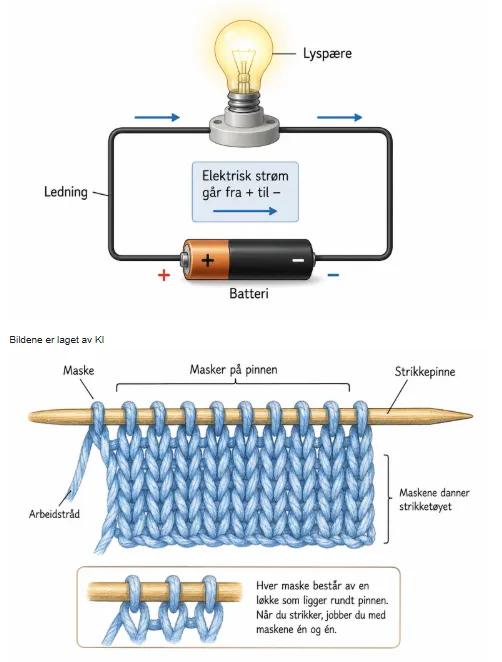 Lyspære
Ledning
Elektrisk strøm
går fra + til –
+
–
+
–
Batteri
Bildene er laget av KI
Maske
Masker på pinnen
Strikkepinne
Arbeidstråd
Maskene danner
strikketøyet
Hver maske består av en
løkke som ligger rundt pinnen.
Når du strikker, jobber du med
maskene én og én.